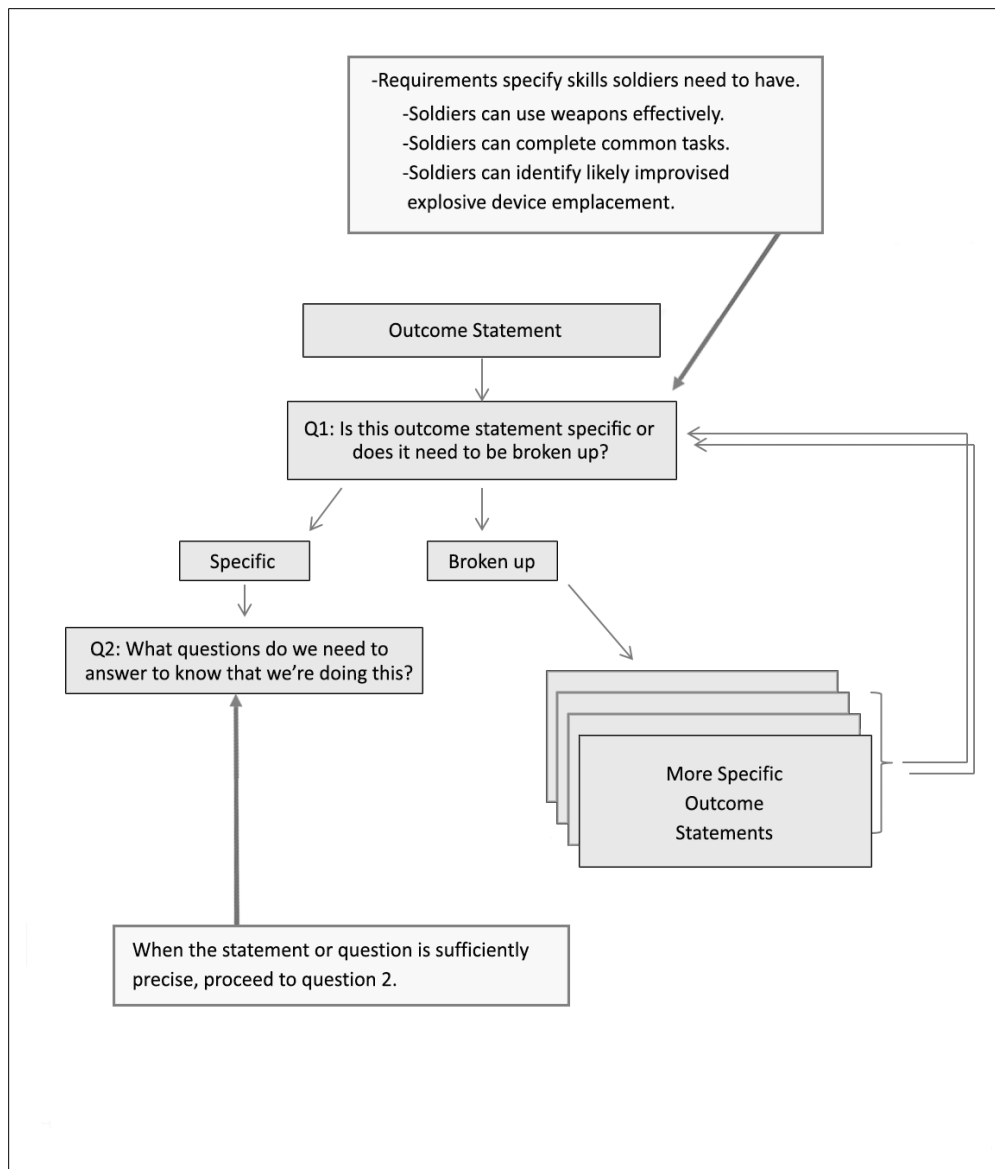 -Requirements specify skills soldiers need to have.
-Soldiers can use weapons effectively.
-Soldiers can complete common tasks.
-Soldiers can identify likely improvised
explosive device emplacement.
Outcome Statement
Q1: Is this outcome statement specific or
does it need to be broken up?
Specific
Broken up
Q2: What questions do we need to
answer to know that we’re doing this?
More Specific
Outcome
Statements
When the statement or question is sufficiently
precise, proceed to question 2.